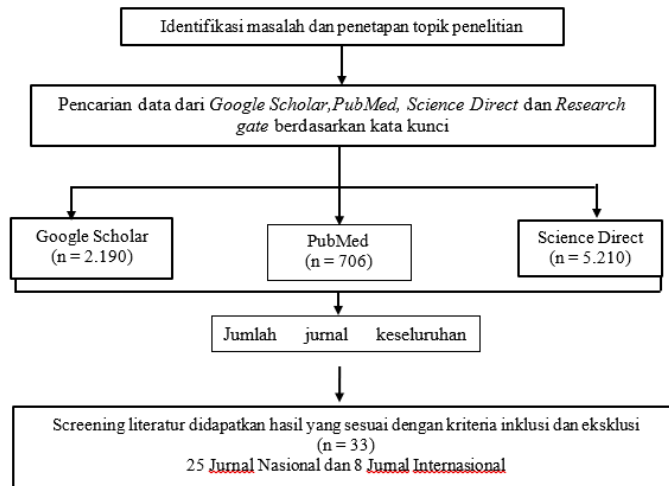 Identifikasi masalah dan penetapan topik penelitian
Pencarian data dari Google Scholar,PubMed, Science Direct dan Research
gate berdasarkan kata kunci
Google Scholar
(n = 2.190)
PubMed
(n = 706)
Science Direct
(n = 5.210)
Jumlah jurnal keseluruhan
Screening literatur didapatkan hasil yang sesuai dengan kriteria inklusi dan eksklusi
(n = 33)
25 Jurnal Nasional dan 8 Jurnal Internasional